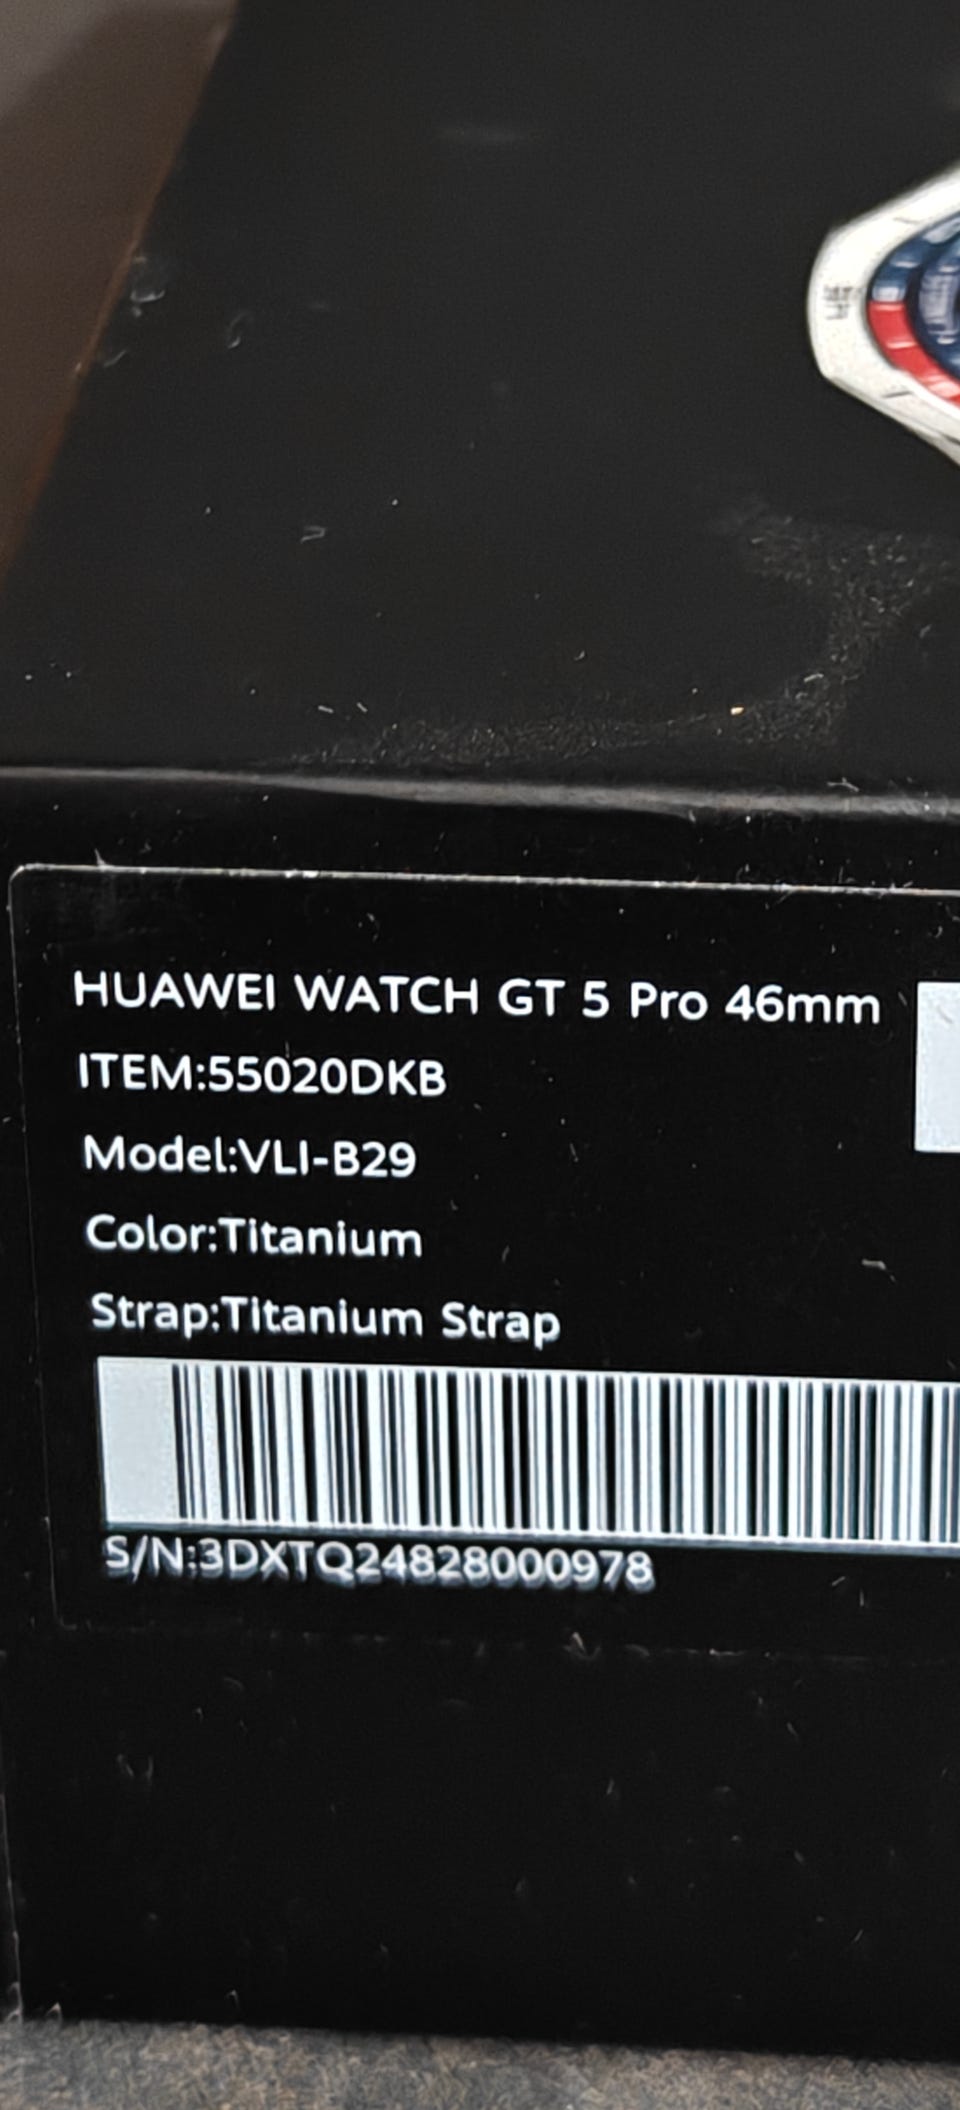 HUAWEI WATCH GT 5 Pro 46mm
ITEM:55020DKB
Model:VLI-B29
Color:Titanium
Strap:Titanium Strap
S/N:3DXTQ24828000978